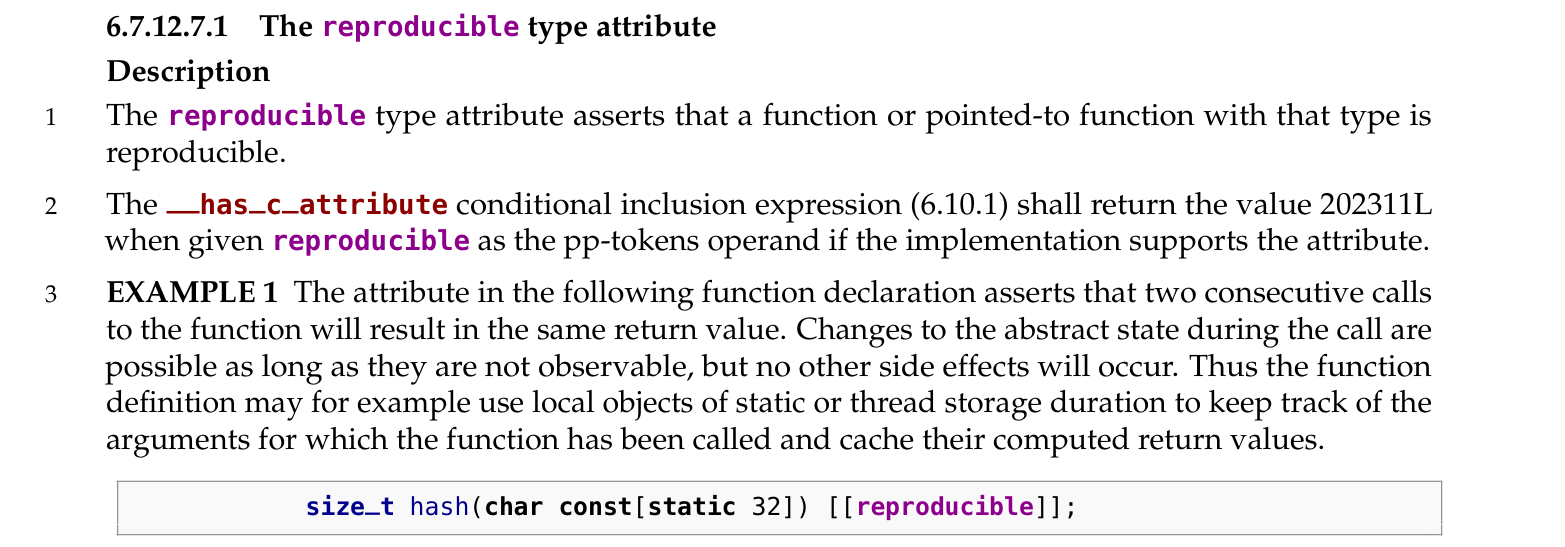 6.7.12.7.1 The reproducible type attribute
Description
1 The reproducible type attribute asserts that a function or pointed-to function with that type is
reproducible.
2 The __has_c_attribute conditional inclusion expression (6.10.1) shall return the value 202311L
when given reproducible as the pp-tokens operand if the implementation supports the attribute.
3 EXAMPLE 1 The attribute in the following function declaration asserts that two consecutive calls
to the function will result in the same return value. Changes to the abstract state during the call are
possible as long as they are not observable, but no other side effects will occur. Thus the function
definition may for example use local objects of static or thread storage duration to keep track of the
arguments for which the function has been called and cache their computed return values.
size_t hash(char const[static 32]) [[reproducible]];